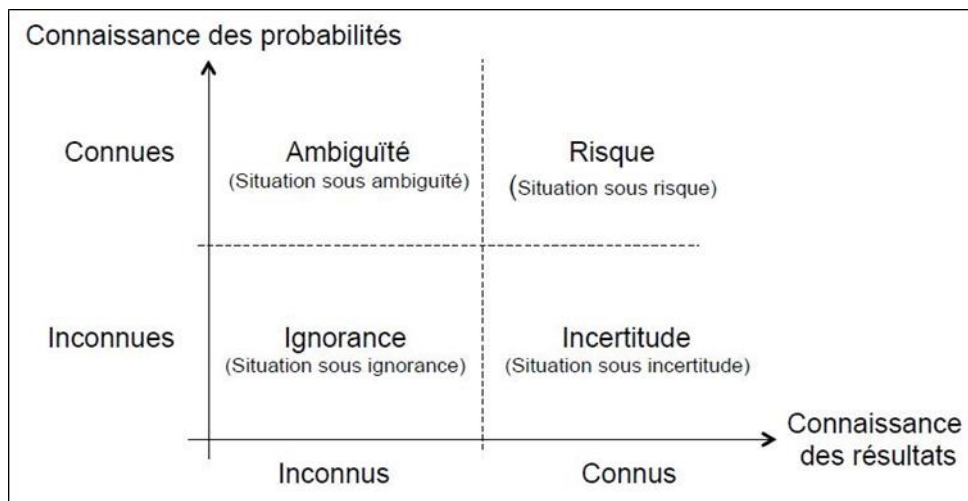 Connaissance des probabilités
Connues
Ambiguïté
(Situation sous ambiguïté)
Risque
(Situation sous risque)
Inconnues
Ignorance
(Situation sous ignorance)
Incertitude
(Situation sous incertitude)
Connaissance
des résultats
Inconnus
Connus